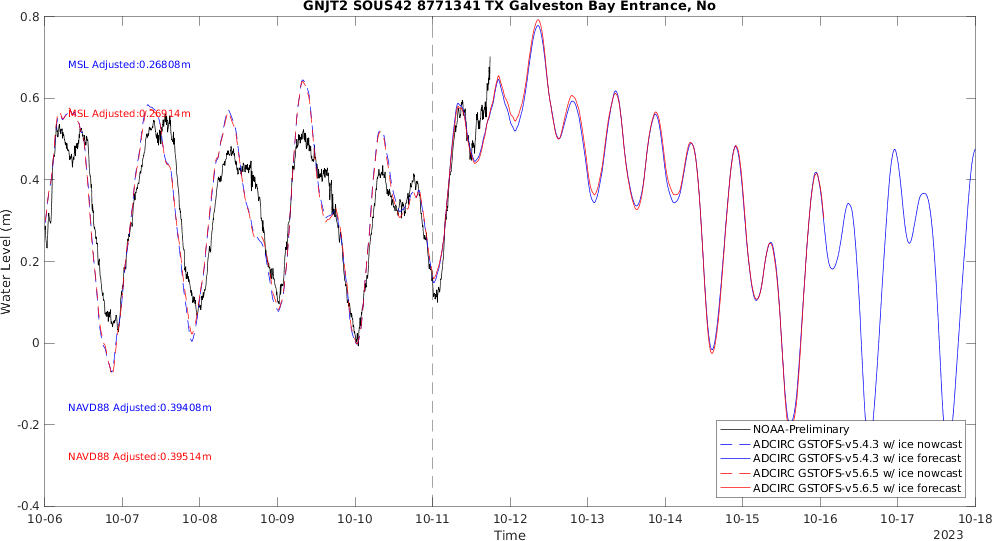 GNJT2 SOUS42 8771341 TX Galveston Bay Entrance, No
0.8
0.6
0.4
0.2
0
-0.2
-0.4
Water Level (m)
MSL Adjusted:0.26808m
MSL Adjusted:0.26914m
NAVD88 Adjusted:0.39408m
NAVD88 Adjusted:0.39514m
NOAA-Preliminary
ADCIRC GSTOFS-v5.4.3 w/ ice nowcast
ADCIRC GSTOFS-v5.4.3 w/ ice forecast
ADCIRC GSTOFS-v5.6.5 w/ ice nowcast
ADCIRC GSTOFS-v5.6.5 w/ ice forecast
10-06 10-07 10-08 10-09 10-10 10-11 10-12 10-13 10-14 10-15 10-16 10-17 10-18
Time
2023